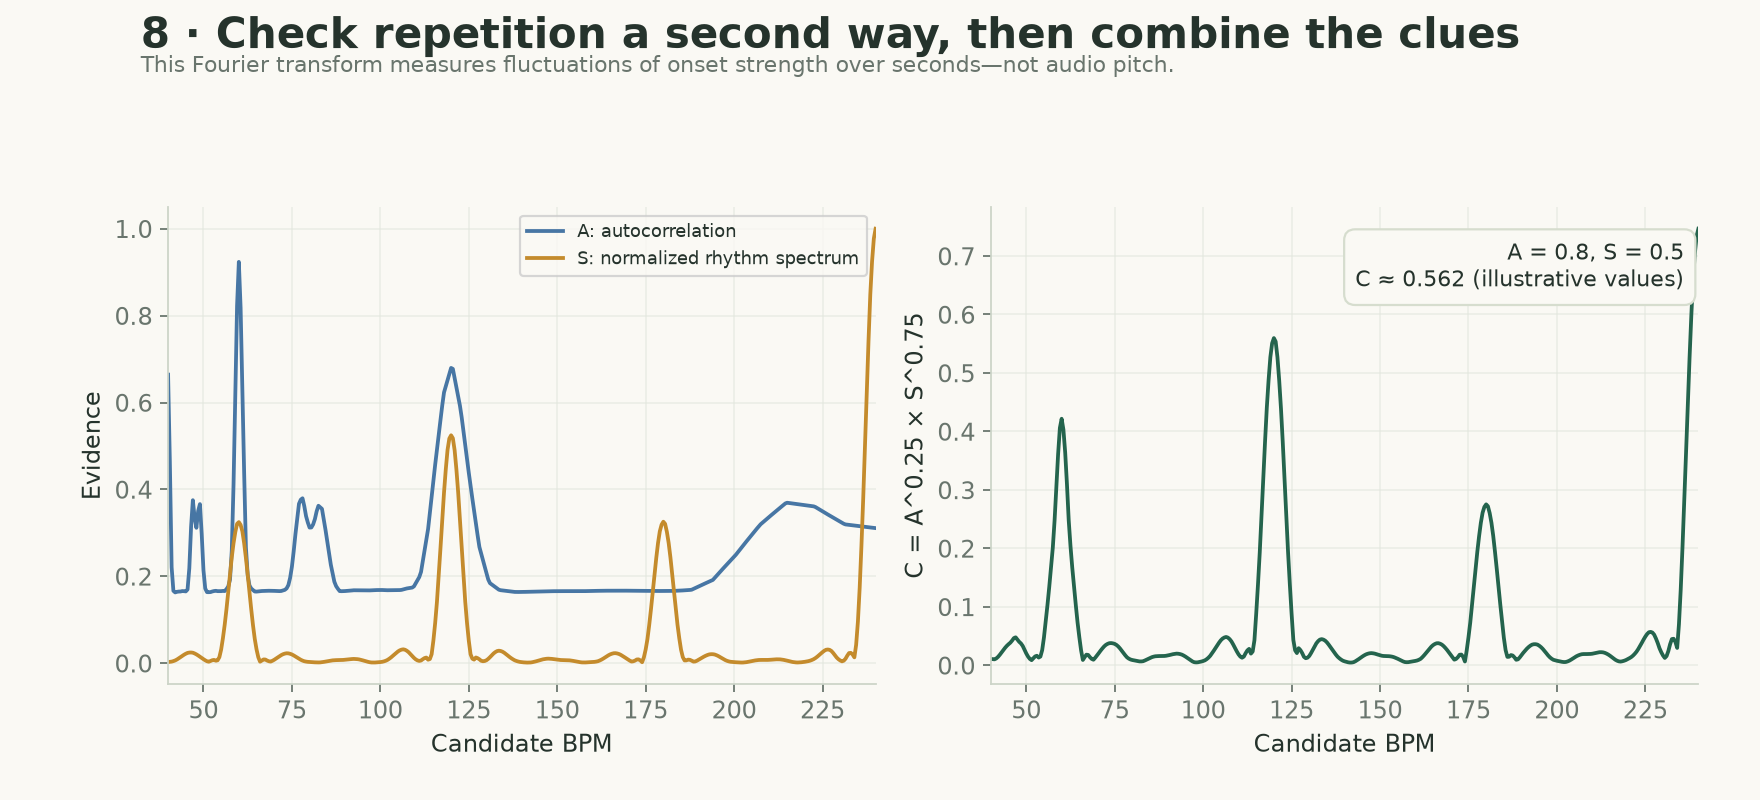 8 · Check repetition a second way, then combine the clues
This Fourier transform measures fluctuations of onset strength over seconds—not audio pitch.
A: autocorrelation
S: normalized rhythm spectrum
Evidence
1.0
0.8
0.6
0.4
0.2
0.0
50 75 100 125 150 175 200 225
Candidate BPM
A = 0.8, S = 0.5
C ≈ 0.562 (illustrative values)
C = A^0.25 × S^0.75
0.7
0.6
0.5
0.4
0.3
0.2
0.1
0.0
50 75 100 125 150 175 200 225
Candidate BPM